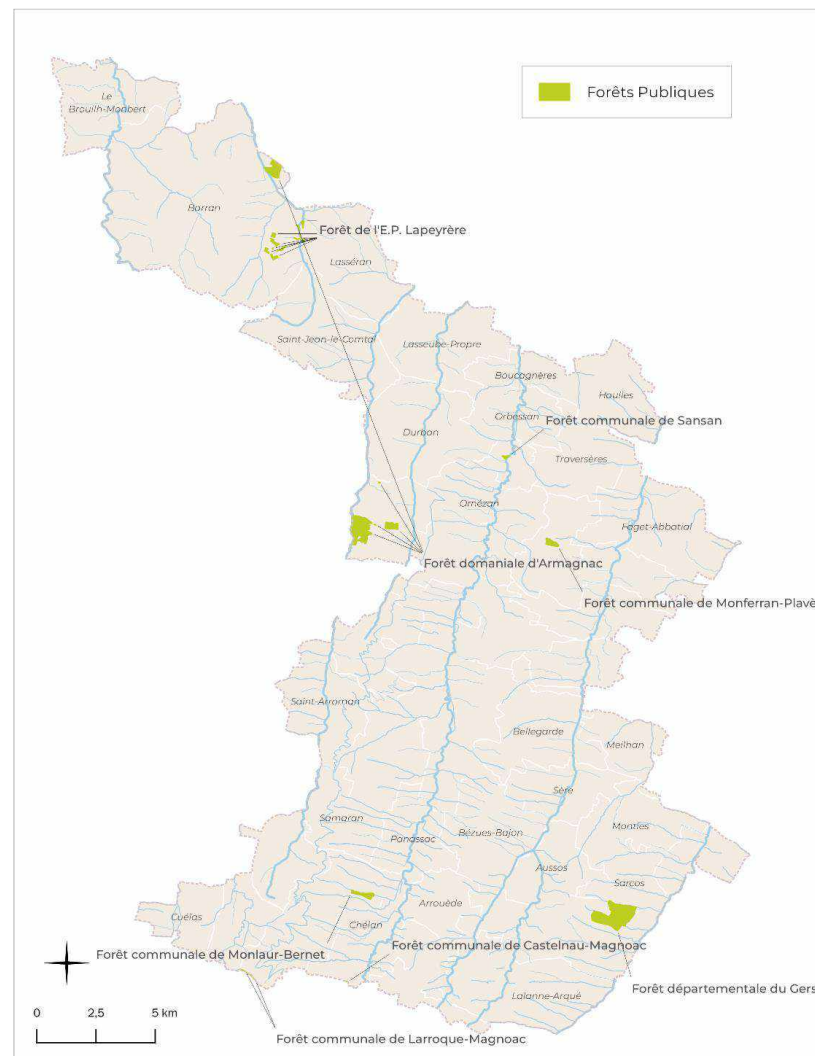 Forêts Publiques
Le
Brouilh-Monbert
Barran
Forêt de l'E.P. Lapeyrère
Lasséran
Saint-Jean-le-Comtal
Lasseube-Propre
Boucagnères
Haulies
Orbessan
Forêt communale de Sansan
Durban
Traversères
Ornézan
Faget-Abbatial
Forêt domaniale d'Armagnac
Forêt communale de Monferran-Plavè
Saint-Arroman
Bellegarde
Meilhan
Sère
Samaran
Panassac
Bézues-Bajon
Monties
Aussos
Sarcos
Arrouède
Cuélas
Chélan
Forêt communale de Monlaur-Bernet
Forêt communale de Castelnau-Magnoac
Forêt départementale du Gers
Lalanne-Arqué
0 2,5 5 km
Forêt communale de Larroque-Magnoac